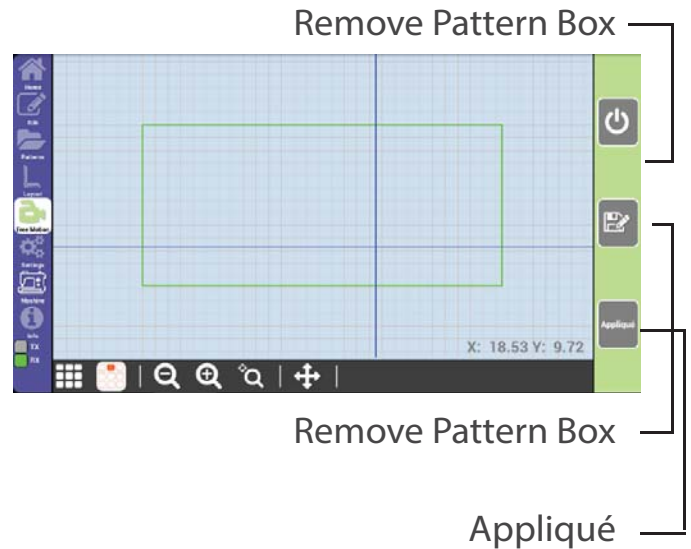 Remove Pattern Box
Home
Edit
Patterns
Layout
Free Motion
Settings
Machine
Info
TX
RX
Appliqué
X: 18.53 Y: 9.72
Remove Pattern Box
Appliqué